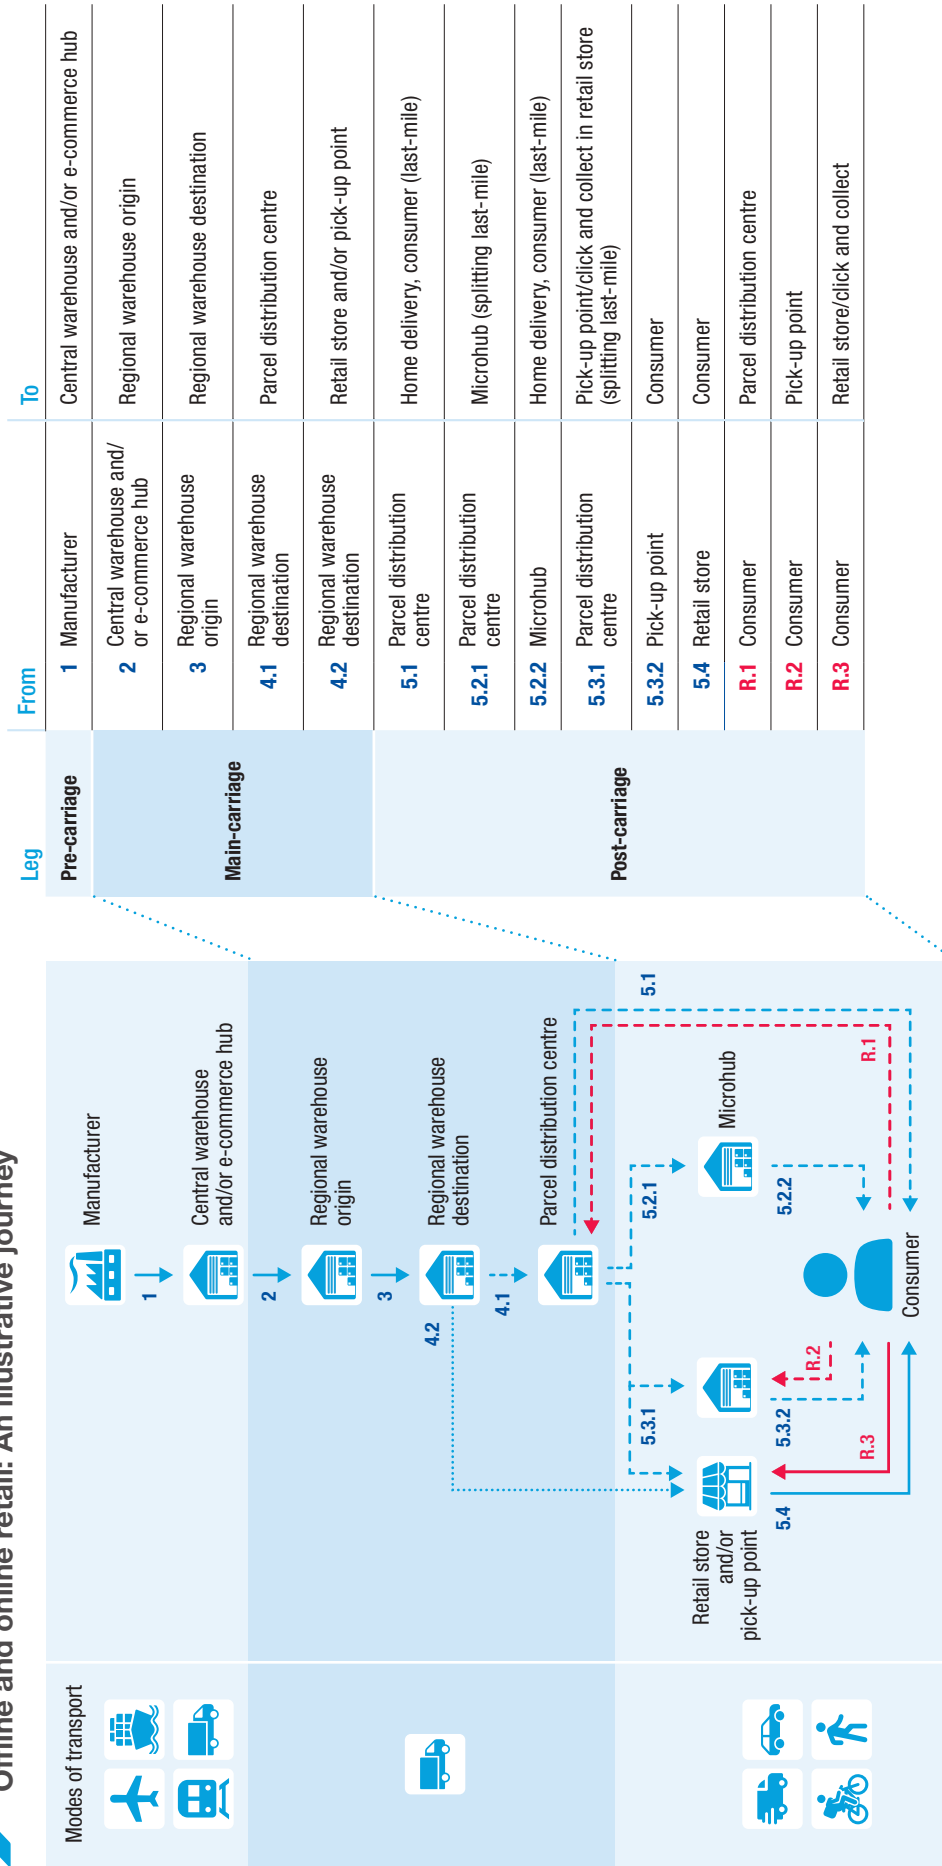 Offline and online retail: An illustrative journey
Modes of transport
Manufacturer
1
Central warehouse
and/or e-commerce hub
2
Regional warehouse
origin
3
Regional warehouse
destination
4.2
4.1
Parcel distribution centre
5.3.1
5.2.1
5.1
Retail store
and/or
pick-up point
Microhub
5.4
5.3.2
R.2
5.2.2
R.3
R.1
Consumer
Leg
From
To
Pre-carriage
1
Manufacturer
Central warehouse and/or e-commerce hub
Main-carriage
2
Central warehouse and/
or e-commerce hub
Regional warehouse origin
3
Regional warehouse
origin
Regional warehouse destination
4.1
Regional warehouse
destination
Parcel distribution centre
4.2
Regional warehouse
destination
Retail store and/or pick-up point
Post-carriage
5.1
Parcel distribution
centre
Home delivery, consumer (last-mile)
5.2.1
Parcel distribution
centre
Microhub (splitting last-mile)
5.2.2
Microhub
Home delivery, consumer (last-mile)
5.3.1
Parcel distribution
centre
Pick-up point/click and collect in retail store
(splitting last-mile)
5.3.2
Pick-up point
Consumer
5.4
Retail store
Consumer
R.1
Consumer
Parcel distribution centre
R.2
Consumer
Pick-up point
R.3
Consumer
Retail store/click and collect